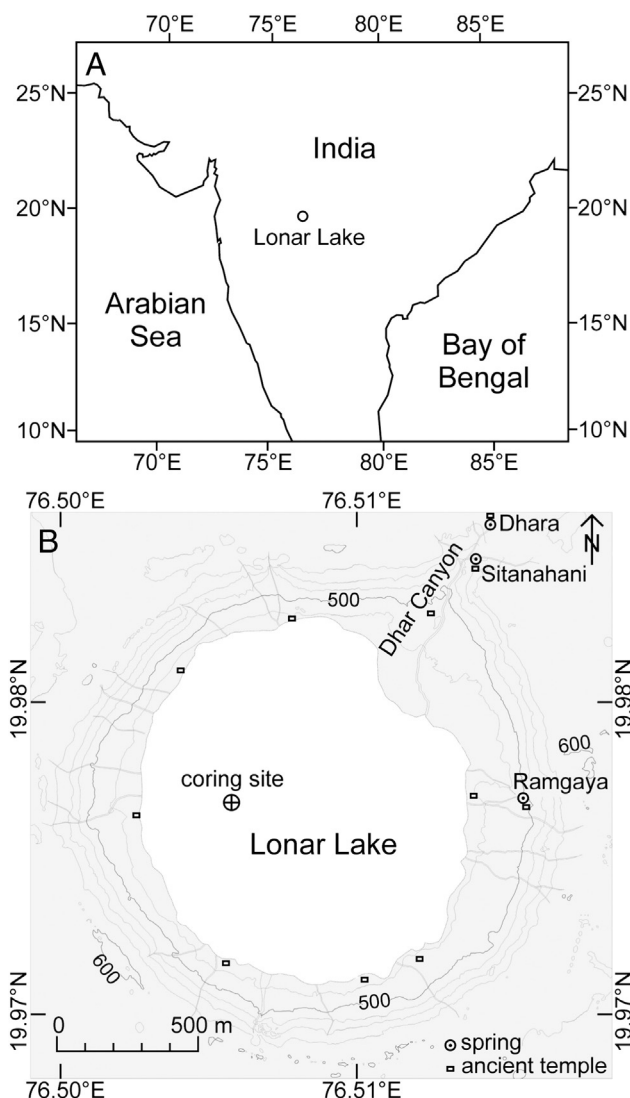 70°E 75°E 80°E 85°E
A
25°N 25°N
India
20°N 20°N
Lonar Lake
Arabian
Sea
15°N 15°N
Bay of
Bengal
10°N 10°N
70°E 75°E 80°E 85°E
76.50°E 76.51°E
B
Dhara
N
Sitanahani
Dhar Canyon
500
19.98°N 19.98°N
600
Ramgaya
coring site
Lonar Lake
600
500
19.97°N 19.97°N
0 500 m
spring
ancient temple
76.50°E 76.51°E